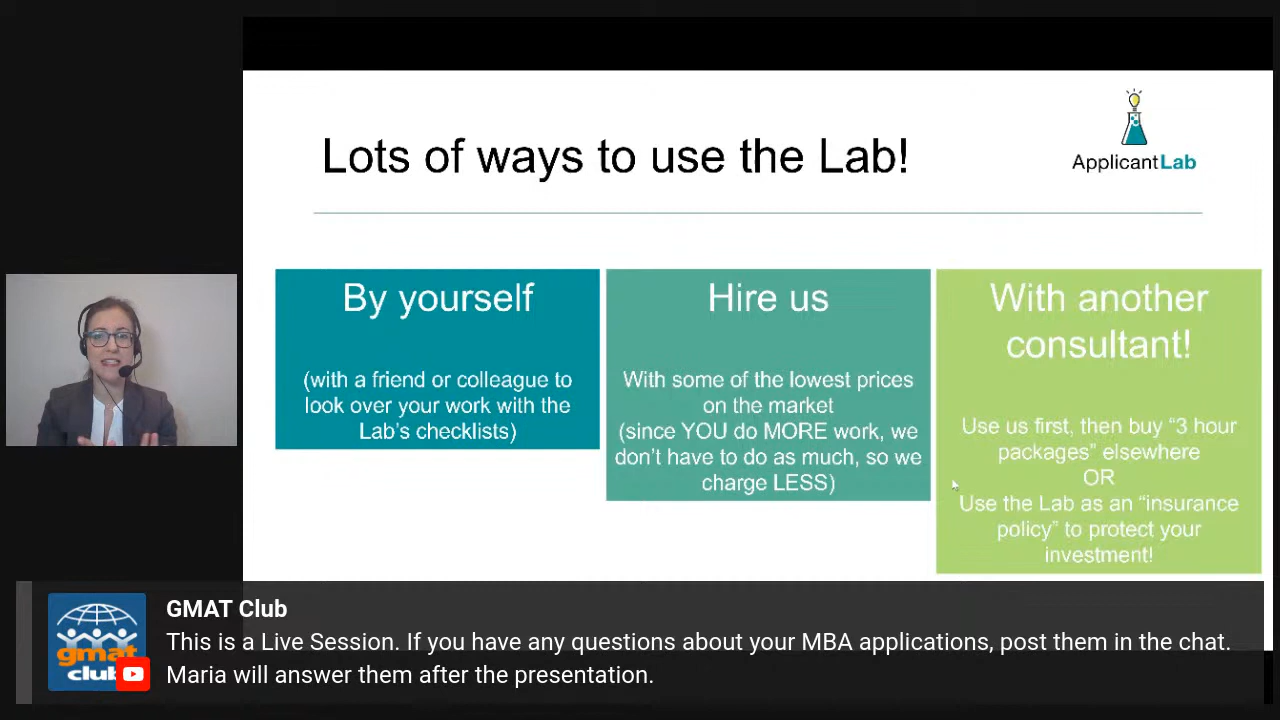 Lots of ways to use the Lab!
ApplicantLab
By yourself
(with a friend or colleague to
look over your work with the
Lab's checklists)
Hire us
With some of the lowest prices
on the market
(since YOU do MORE work, we
don't have to do as much, so we
charge LESS)
With another
consultant!
Use us first, then buy “3 hour
packages” elsewhere
OR
Use the Lab as an “insurance
policy” to protect your
investment!
gmat
club
GMAT Club
This is a Live Session. If you have any questions about your MBA applications, post them in the chat.
Maria will answer them after the presentation.